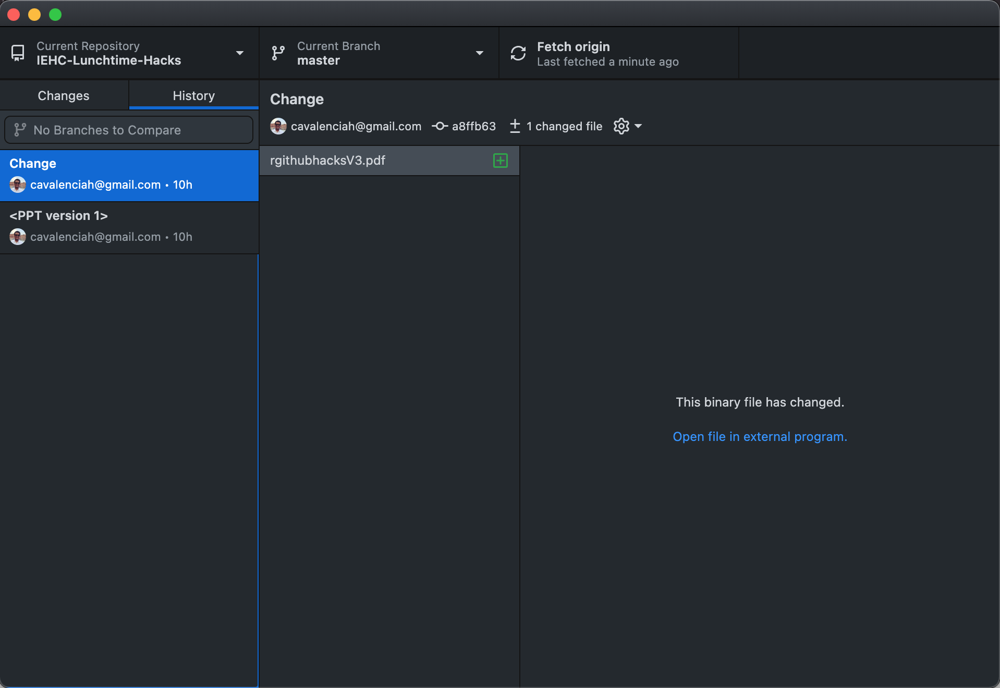 Current Repository
IEHC-Lunchtime-Hacks
Current Branch
master
Fetch origin
Last fetched a minute ago
Changes
History
No Branches to Compare
Change
cavalenciah@gmail.com • 10h
<PPT version 1>
cavalenciah@gmail.com • 10h
Change
cavalenciah@gmail.com a8ffb63 1 changed file
rgithubhacksV3.pdf
This binary file has changed.
Open file in external program.